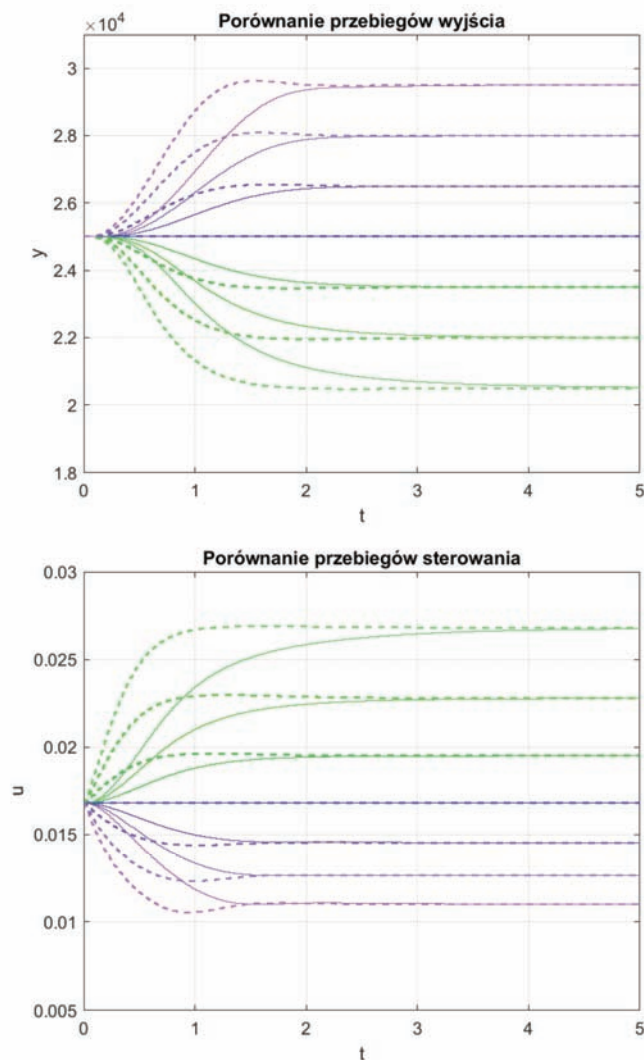 Porównanie przebiegów wyjścia
×10⁴
3
2.8
2.6
2.4
2.2
2
1.8
y
0 1 2 3 4 5
t
Porównanie przebiegów sterowania
0.03
0.025
0.02
0.015
0.01
0.005
u
0 1 2 3 4 5
t